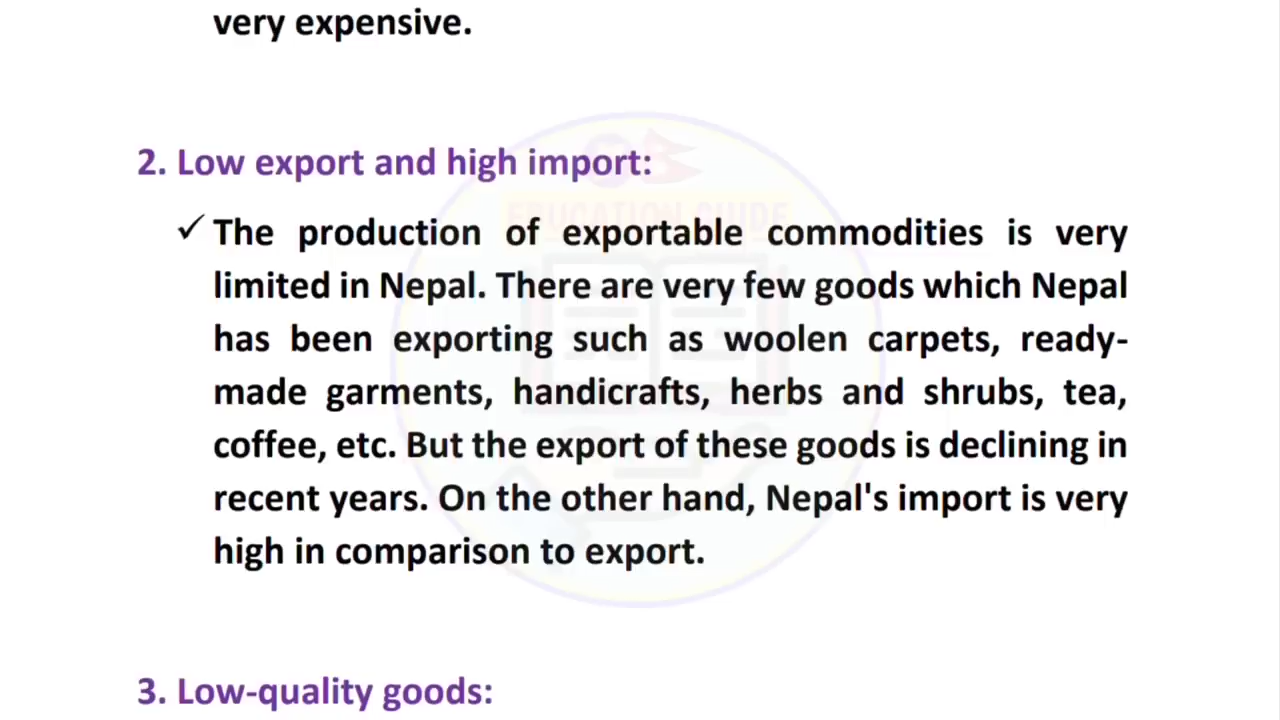 very expensive.
2. Low export and high import:
EDUCATION GUIDE
✓ The production of exportable commodities is very
limited in Nepal. There are very few goods which Nepal
has been exporting such as woolen carpets, ready-
made garments, handicrafts, herbs and shrubs, tea,
coffee, etc. But the export of these goods is declining in
recent years. On the other hand, Nepal's import is very
high in comparison to export.
3. Low-quality goods: